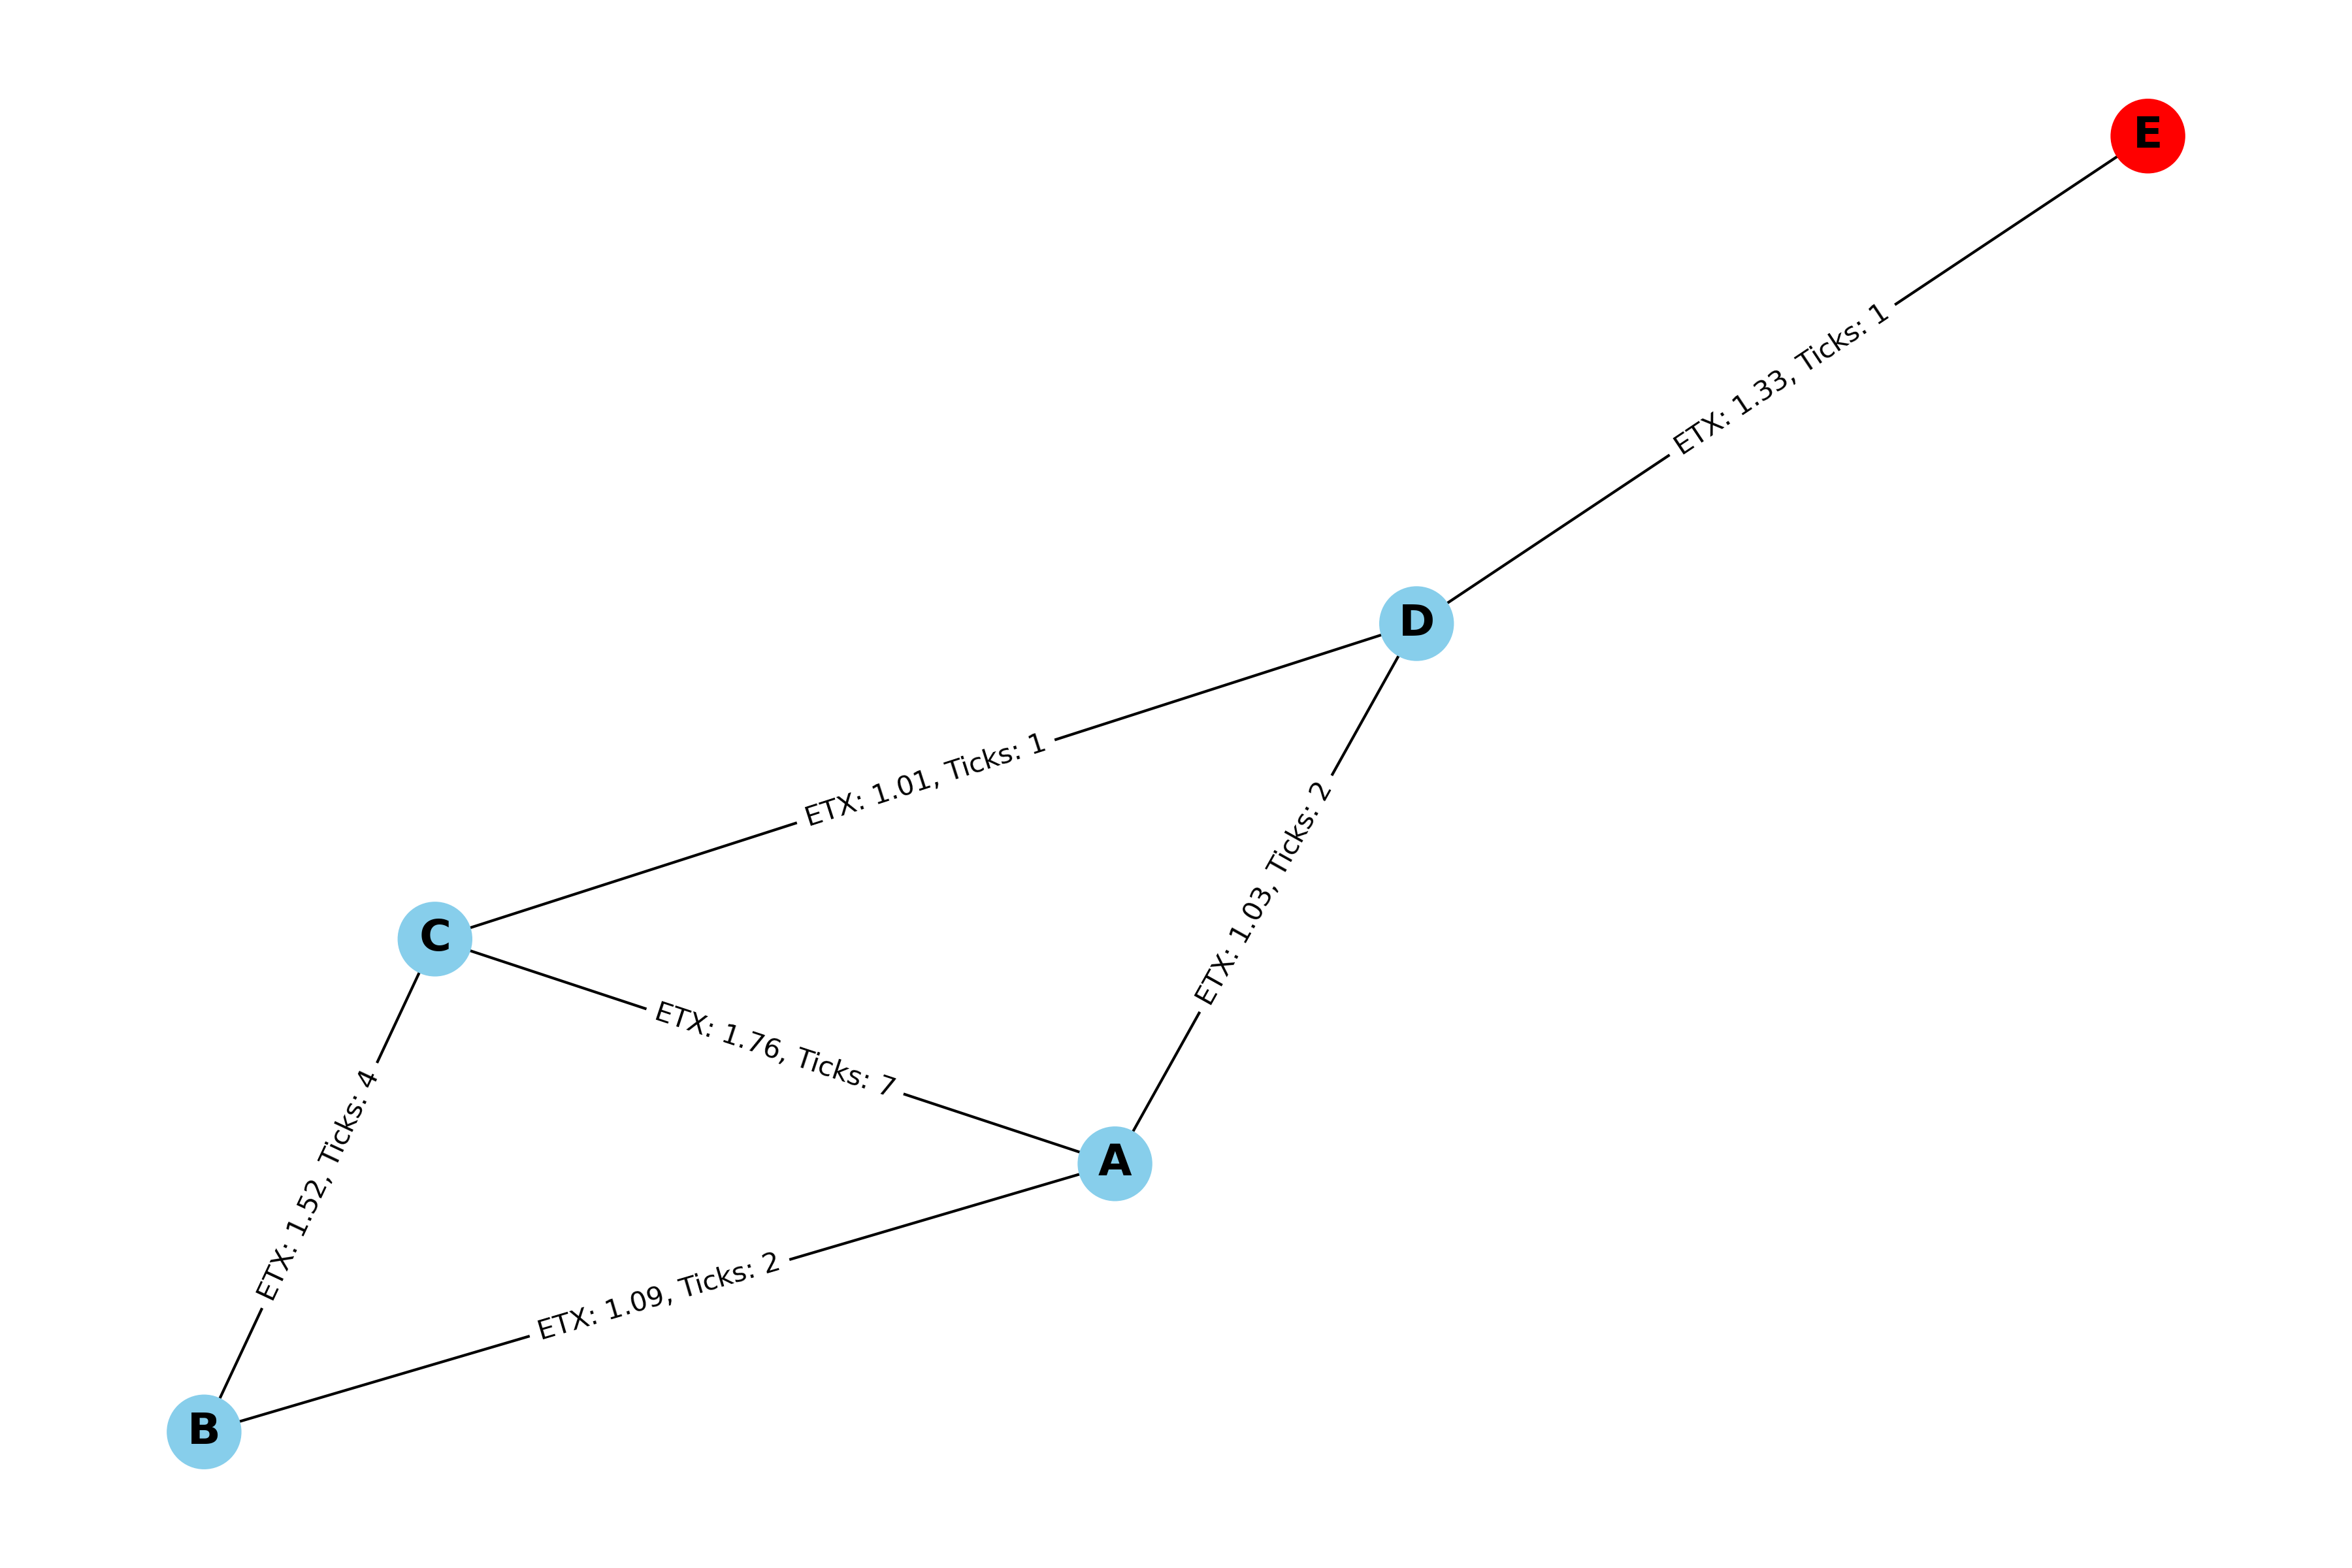 E
ETX: 1.33, Ticks: 1
D
ETX: 1.01, Ticks: 1
ETX: 1.03, Ticks: 2
C
ETX: 1.76, Ticks: 7
A
ETX: 1.52, Ticks: 4
ETX: 1.09, Ticks: 2
B